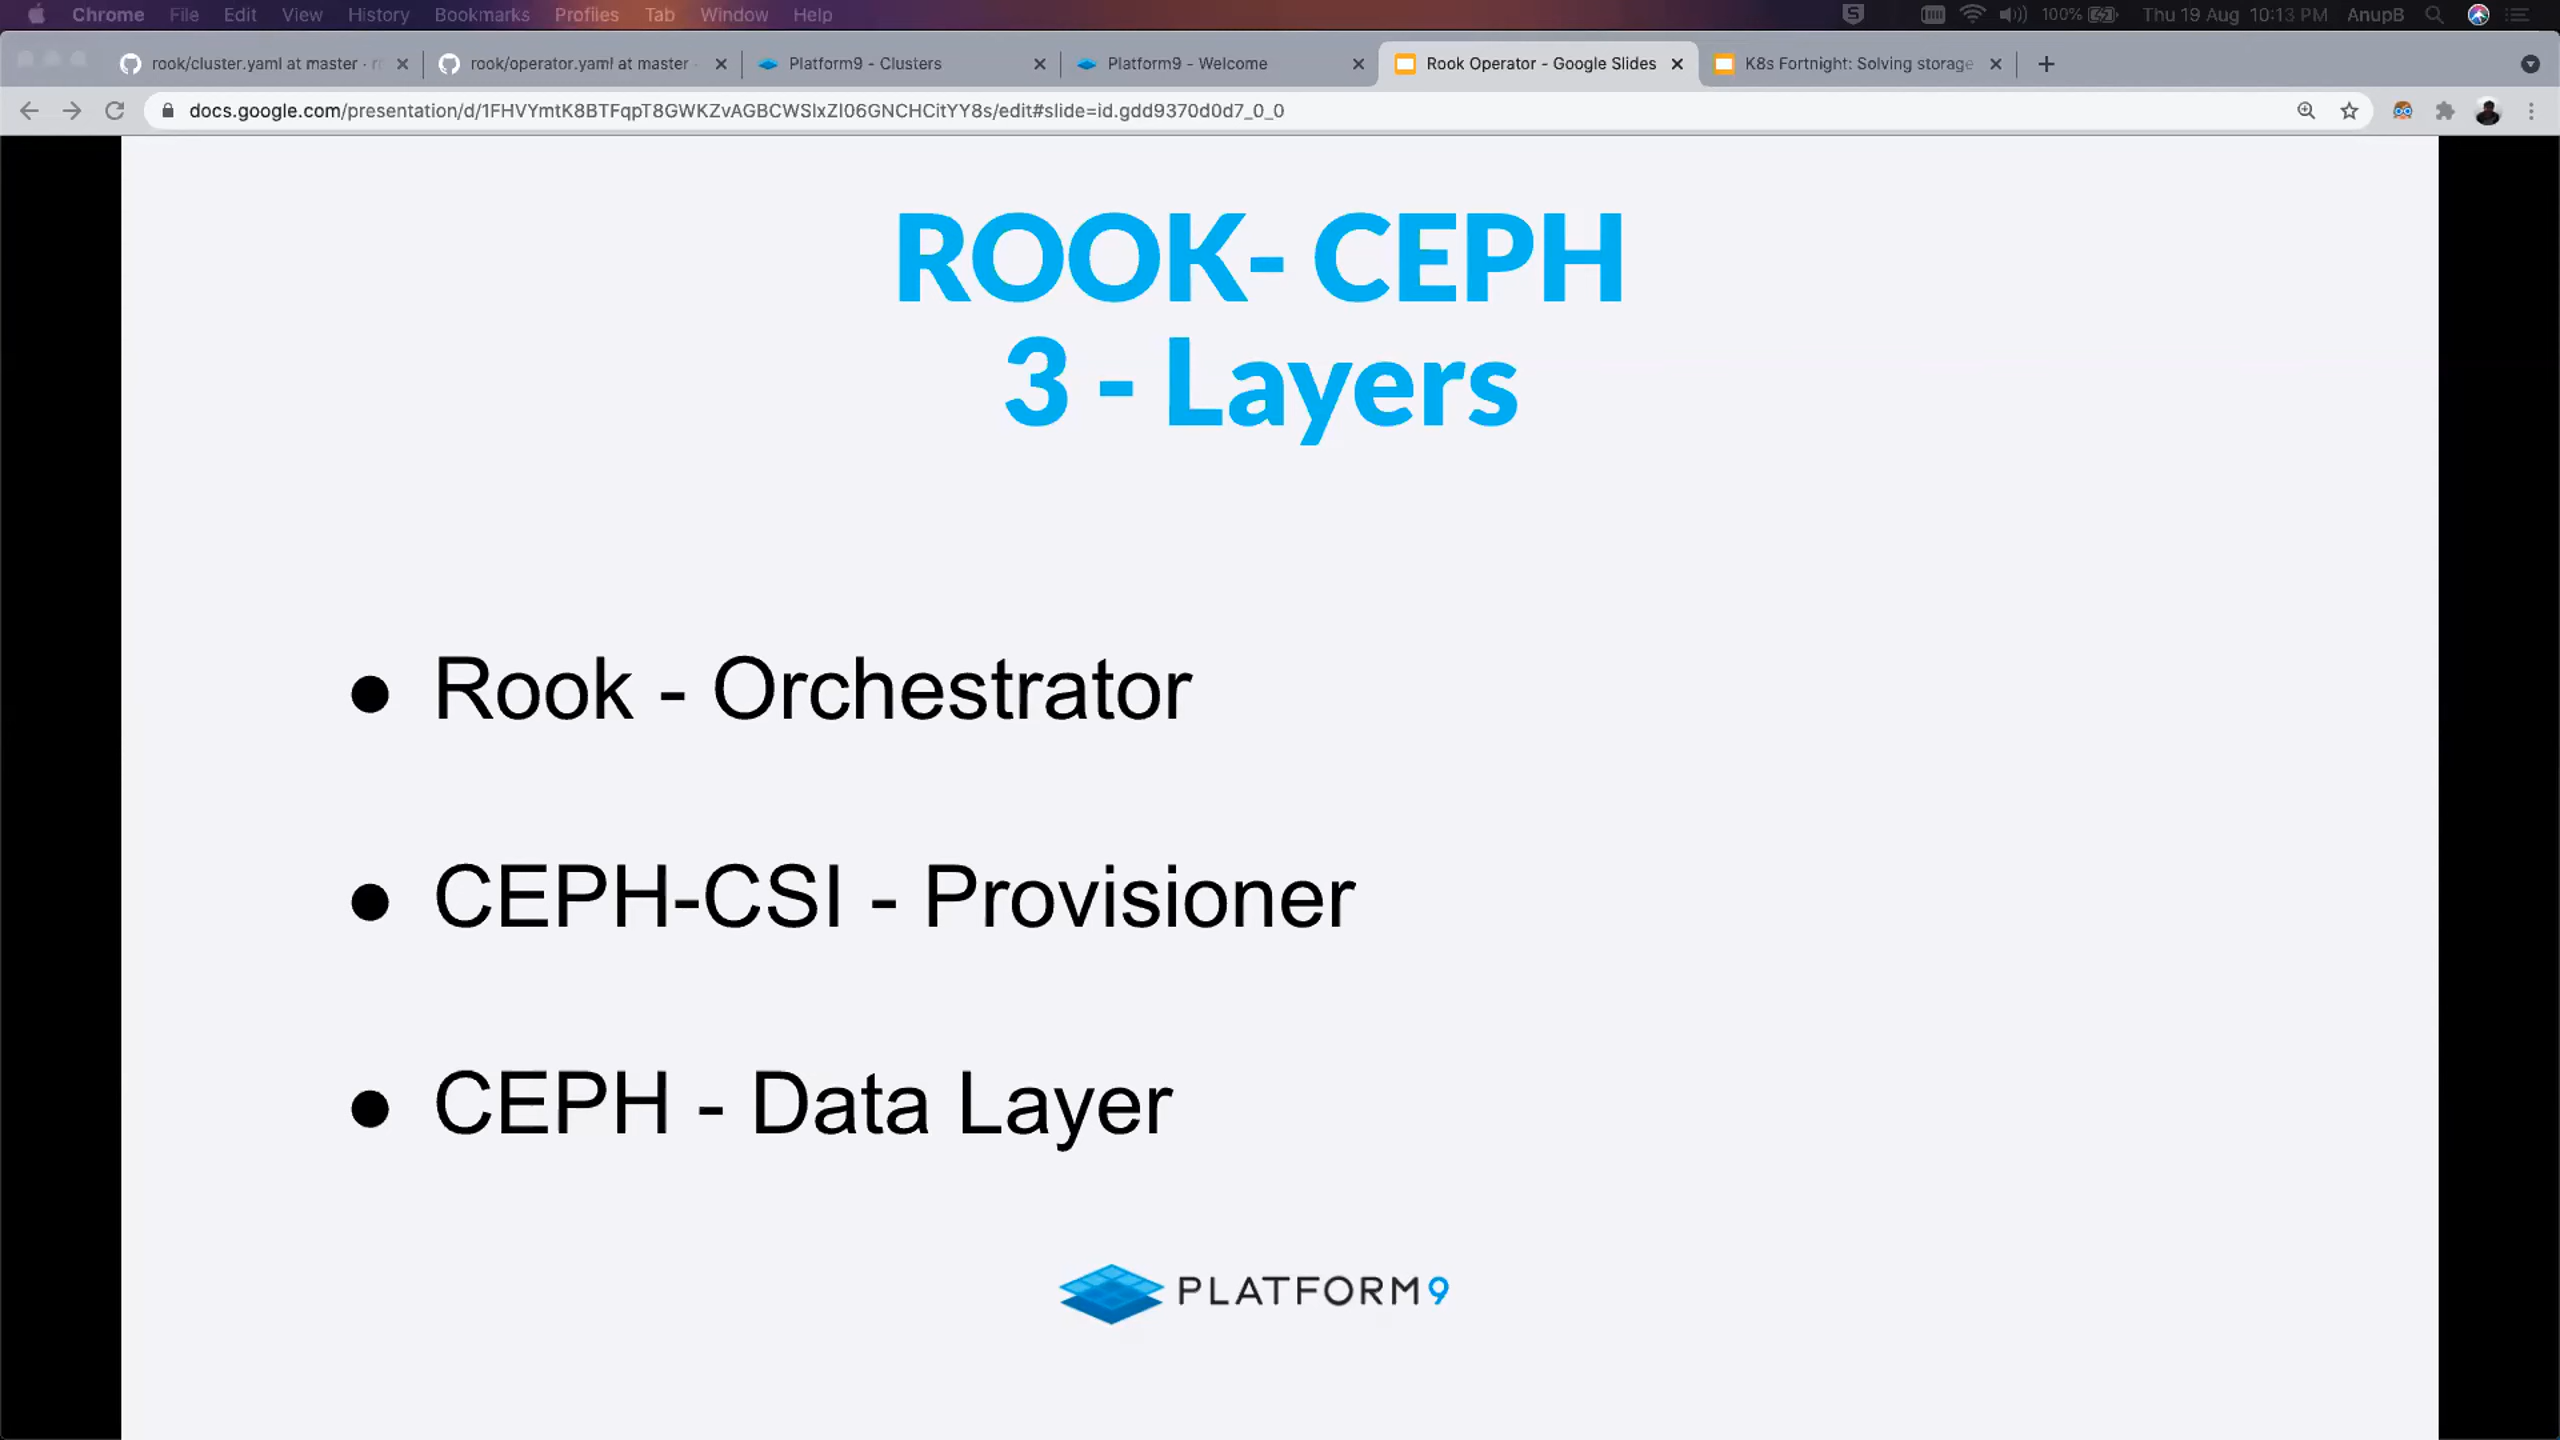 Chrome File Edit View History Bookmarks Profiles Tab Window Help 100% Thu 19 Aug 10:13 PM AnupB
rook/cluster.yaml at master · r rook/operator.yaml at master · Platform9 - Clusters Platform9 - Welcome Rook Operator - Google Slides K8s Fortnight: Solving storage
docs.google.com/presentation/d/1FHVYmtK8BTFqpT8GWKZvAGBCWSlxZl06GNCHCitYY8s/edit#slide=id.gdd9370d0d7_0_0
ROOK- CEPH
3 - Layers
● Rook - Orchestrator
● CEPH-CSI - Provisioner
● CEPH - Data Layer
PLATFORM9